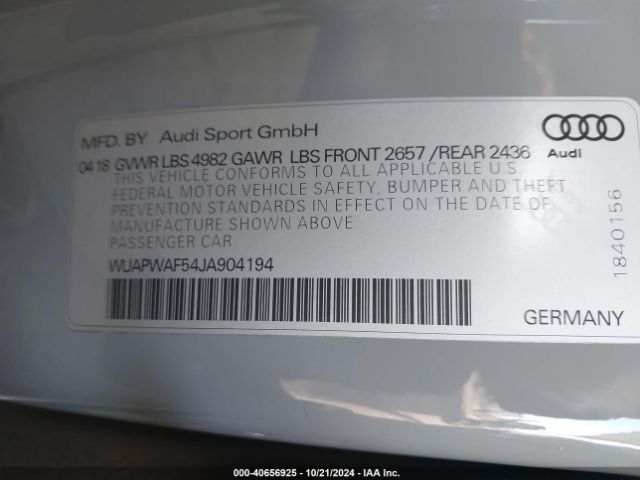 MFD. BY Audi Sport GmbH
04 18 GVWR LBS 4982 GAWR LBS FRONT 2657 /REAR 2436
THIS VEHICLE CONFORMS TO ALL APPLICABLE U.S.
FEDERAL MOTOR VEHICLE SAFETY, BUMPER AND THEFT
PREVENTION STANDARDS IN EFFECT ON THE DATE OF
MANUFACTURE SHOWN ABOVE
PASSENGER CAR
WUAPWAF54JA904194
Audi
1840156
GERMANY
000-40656925 - 10/21/2024 - IAA Inc.